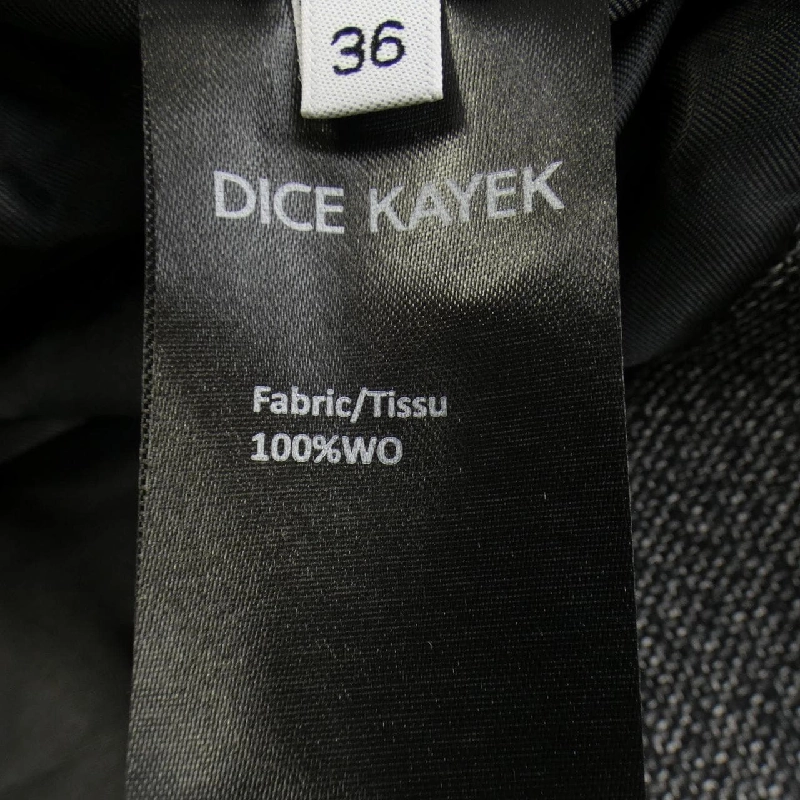 36
DICE KAYEK
Fabric/Tissu
100%WO